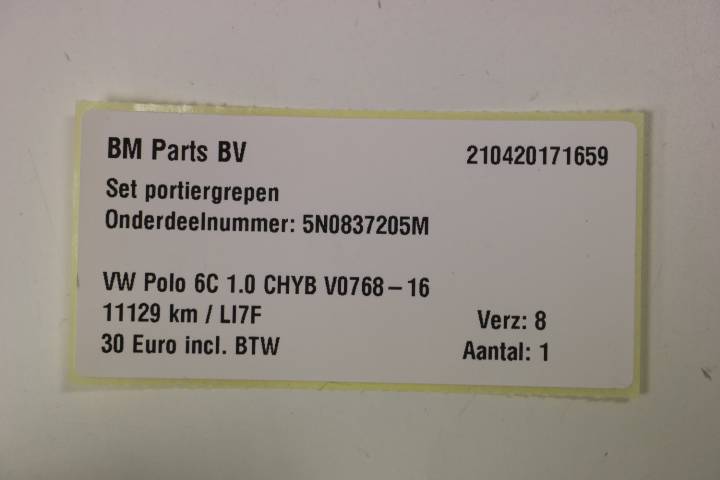 BM Parts BV 210420171659
Set portiergrepen
Onderdeelnummer: 5N0837205M
VW Polo 6C 1.0 CHYB V0768-16
11129 km / LI7F Verz: 8
30 Euro incl. BTW Aantal: 1